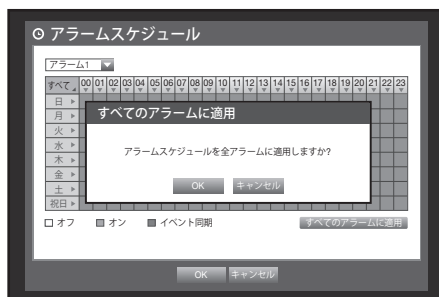 アラームスケジュール
アラーム1
すべて 00 01 02 03 04 05 06 07 08 09 10 11 12 13 14 15 16 17 18 19 20 21 22 23
日
月
火
水
木
金
土
祝日
すべてのアラームに適用
アラームスケジュールを全アラームに適用しますか?
OK キャンセル
オフ オン イベント同期 すべてのアラームに適用
OK キャンセル